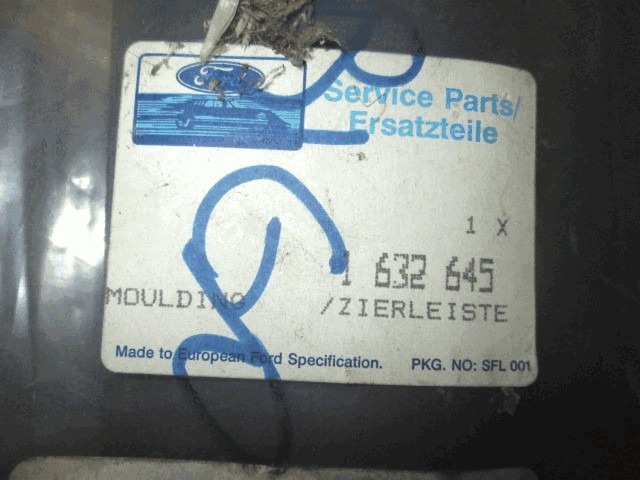 Ford
Service Parts/
Ersatzteile
1 X
1 632 645
MOULDING /ZIERLEISTE
Made to European Ford Specification. PKG. NO: SFL 001